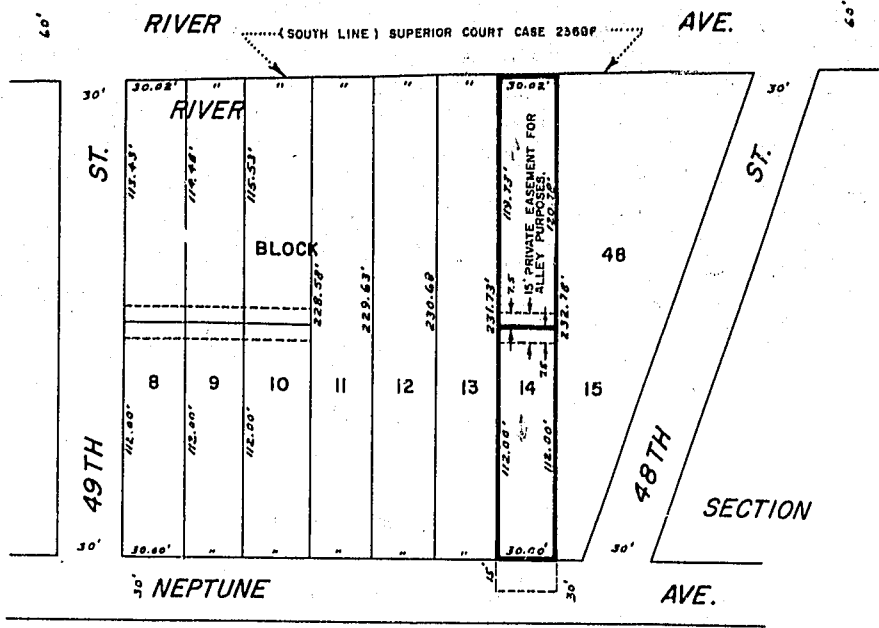 60'
RIVER (SOUTH LINE) SUPERIOR COURT CASE AVE.
60'
30'
30.02' " " " " " 30.02'
30'
RIVER
ST.
113.43'
114.48'
115.53'
119.73'
120.78'
15' PRIVATE EASEMENT FOR
ALLEY PURPOSES.
ST.
BLOCK
48
228.58'
229.63'
230.68
231.73'
232.78'
7.5
7.5
8 9 10 11 12 13 14 15
112.00'
112.00'
112.00'
112.00'
112.00'
49TH
48TH
SECTION
30'
30.00' " " " " " 30.00'
30'
15'
30'
30'
NEPTUNE AVE.